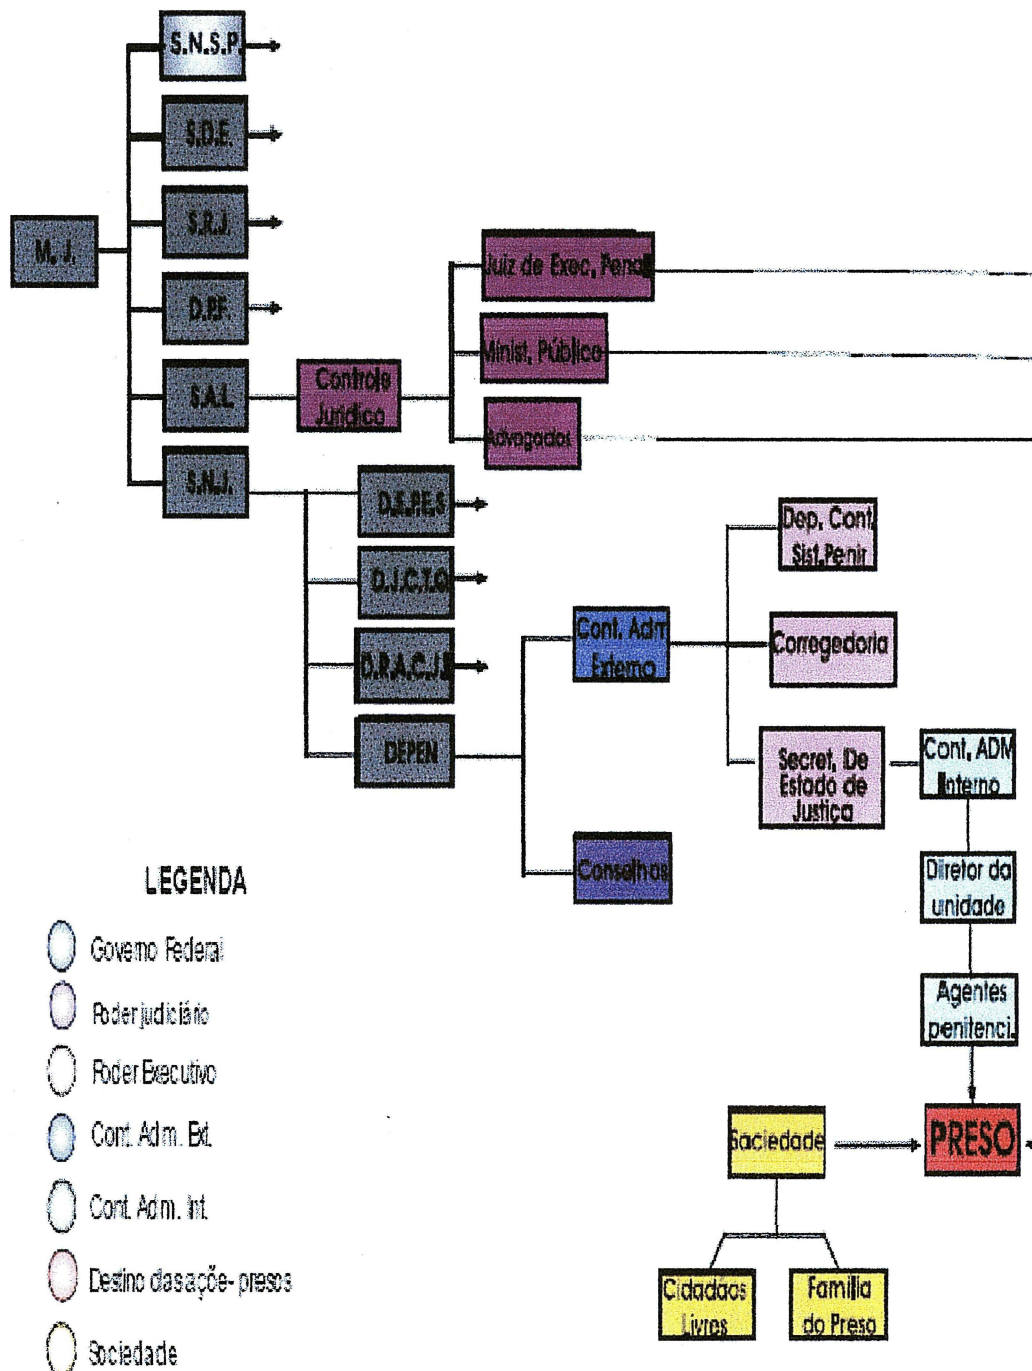 S.N.S.P.
S.D.E.
S.R.J.
M. J.
D.P.F.
S.A.L.
S.N.J.
Controle
Jurídico
Juiz de Exec, Penal
Minist, Público
Advogados
D.E.P.E.S
D.J.C.T.Q.
D.R.A.C.J.
DEPEN
Cont. Adm
Externo
Conselhos
Dep, Cont.
Sist.Penir
Corregedoria
Secret, De
Estado de
Justiça
Cont, ADM
Interno
Diretor da
unidade
Agentes
penitenci.
PRESO
Sociedade
Cidadãos
Livres
Família
do Preso
LEGENDA
Governo Federal
Poder judiciário
Poder Executivo
Cont. Adm. Ext.
Cont. Adm. Int.
Destino das açõe- presos
Sociedade